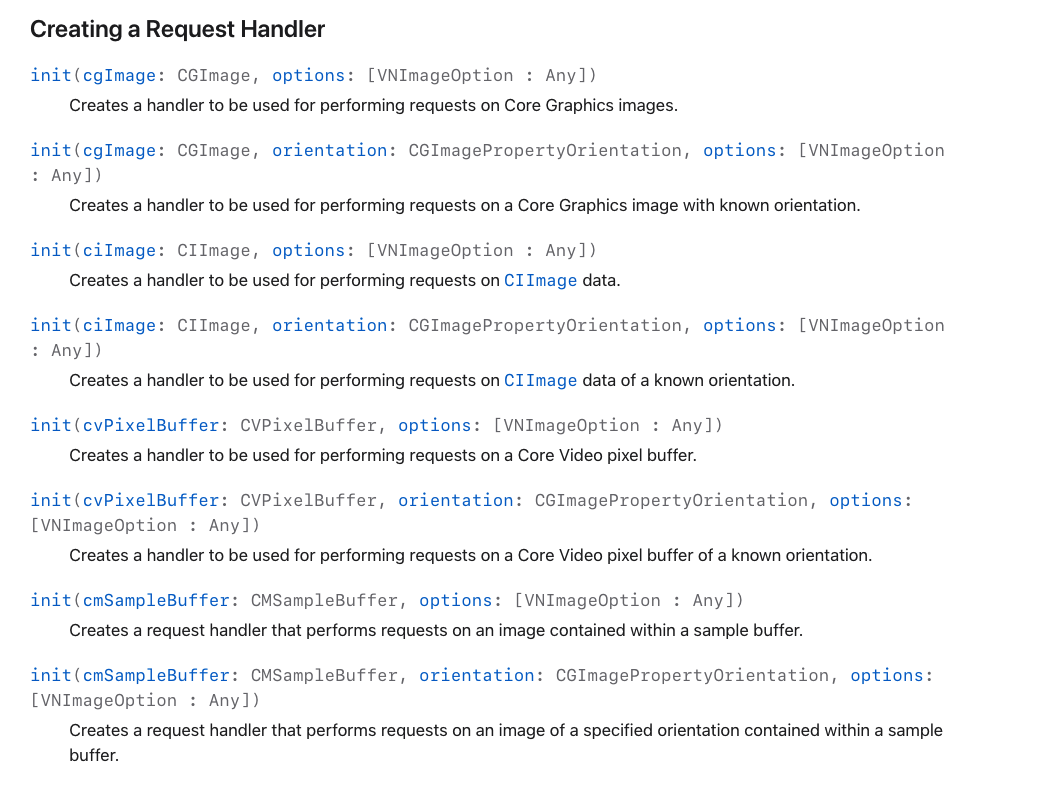 Creating a Request Handler
init(cgImage: CGImage, options: [VNImageOption : Any])
Creates a handler to be used for performing requests on Core Graphics images.
init(cgImage: CGImage, orientation: CGImagePropertyOrientation, options: [VNImageOption
: Any])
Creates a handler to be used for performing requests on a Core Graphics image with known orientation.
init(ciImage: CIImage, options: [VNImageOption : Any])
Creates a handler to be used for performing requests on CIImage data.
init(ciImage: CIImage, orientation: CGImagePropertyOrientation, options: [VNImageOption
: Any])
Creates a handler to be used for performing requests on CIImage data of a known orientation.
init(cvPixelBuffer: CVPixelBuffer, options: [VNImageOption : Any])
Creates a handler to be used for performing requests on a Core Video pixel buffer.
init(cvPixelBuffer: CVPixelBuffer, orientation: CGImagePropertyOrientation, options:
[VNImageOption : Any])
Creates a handler to be used for performing requests on a Core Video pixel buffer of a known orientation.
init(cmSampleBuffer: CMSampleBuffer, options: [VNImageOption : Any])
Creates a request handler that performs requests on an image contained within a sample buffer.
init(cmSampleBuffer: CMSampleBuffer, orientation: CGImagePropertyOrientation, options:
[VNImageOption : Any])
Creates a request handler that performs requests on an image of a specified orientation contained within a sample
buffer.